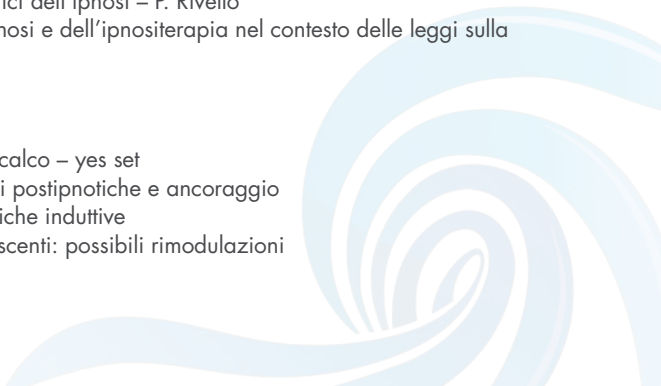 ici dell'ipnosi – P. Rivello
nosi e dell'ipnositerapia nel contesto delle leggi sulla
calco – yes set
i postipnotiche e ancoraggio
iche induttive
scenti: possibili rimodulazioni